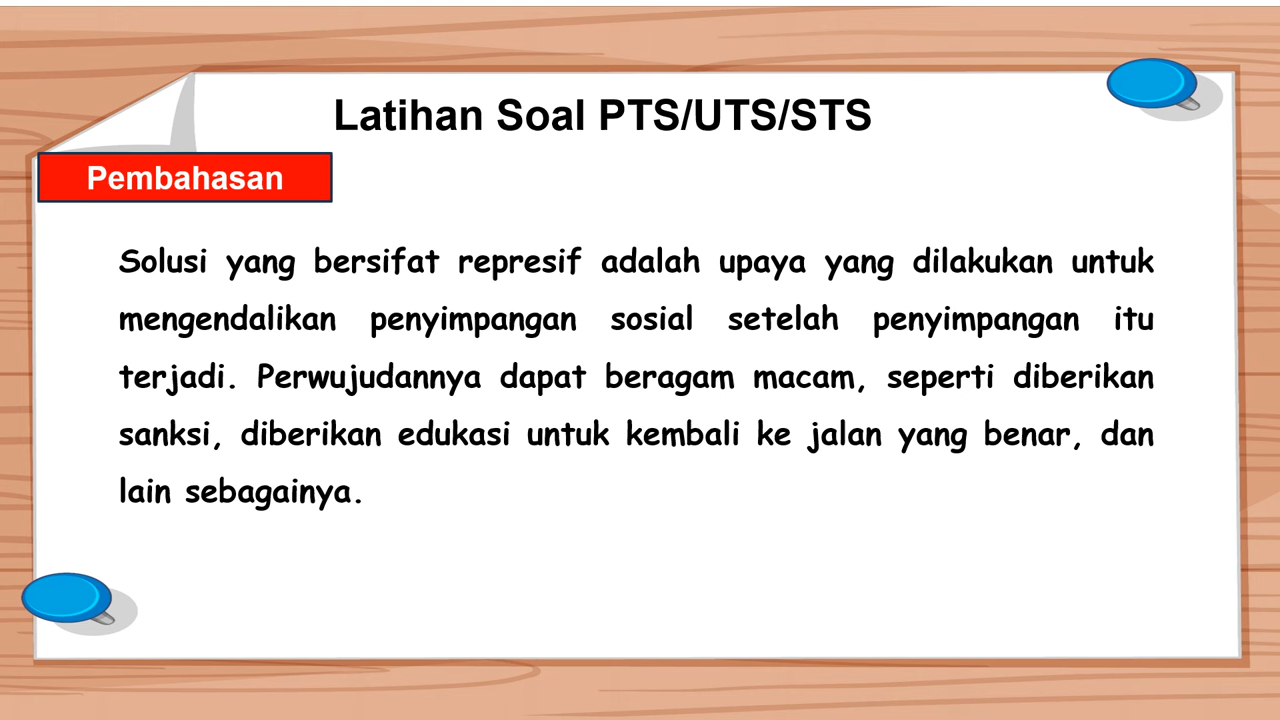 Latihan Soal PTS/UTS/STS
Pembahasan
Solusi yang bersifat represif adalah upaya yang dilakukan untuk
mengendalikan penyimpangan sosial setelah penyimpangan itu
terjadi. Perwujudannya dapat beragam macam, seperti diberikan
sanksi, diberikan edukasi untuk kembali ke jalan yang benar, dan
lain sebagainya.